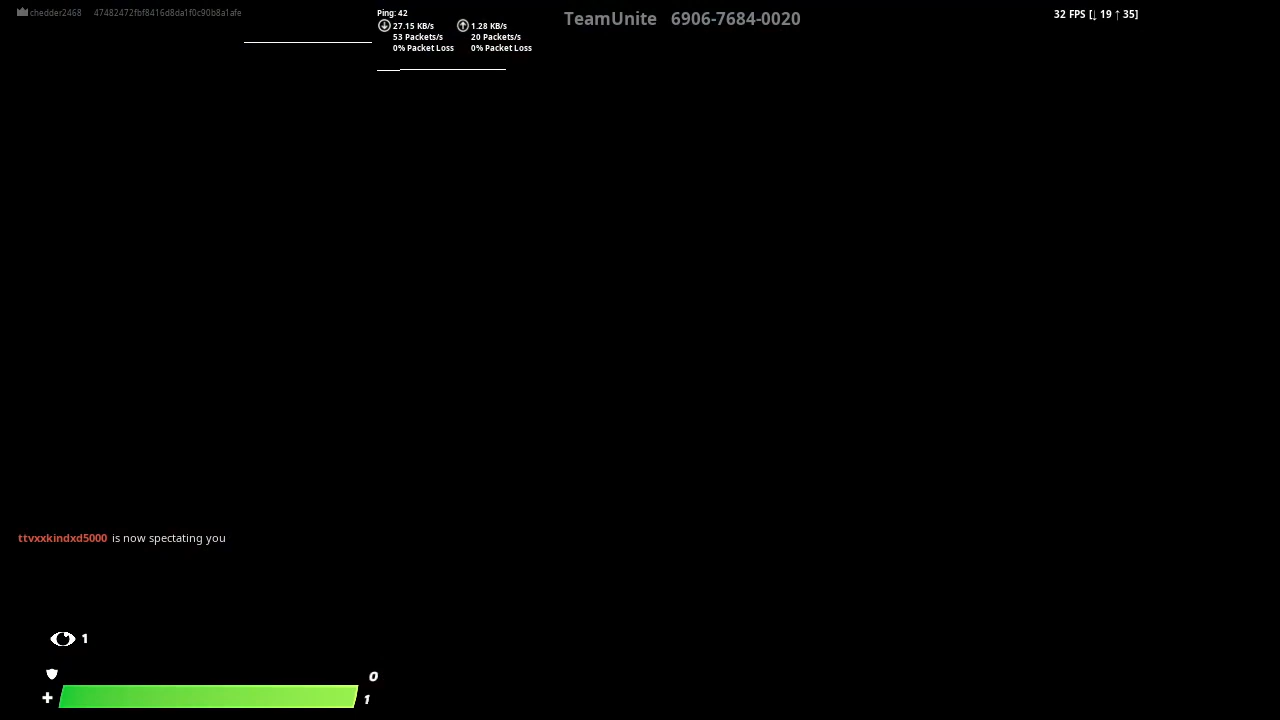 chedder2468 47482472fbf8416d8da1f0c90b8a1afe
Ping: 42
27.15 KB/s 1.28 KB/s
53 Packets/s 20 Packets/s
0% Packet Loss 0% Packet Loss
TeamUnite 6906-7684-0020
32 FPS [↓ 19 ↑ 35]
ttvxxkindxd5000 is now spectating you
1
0
1